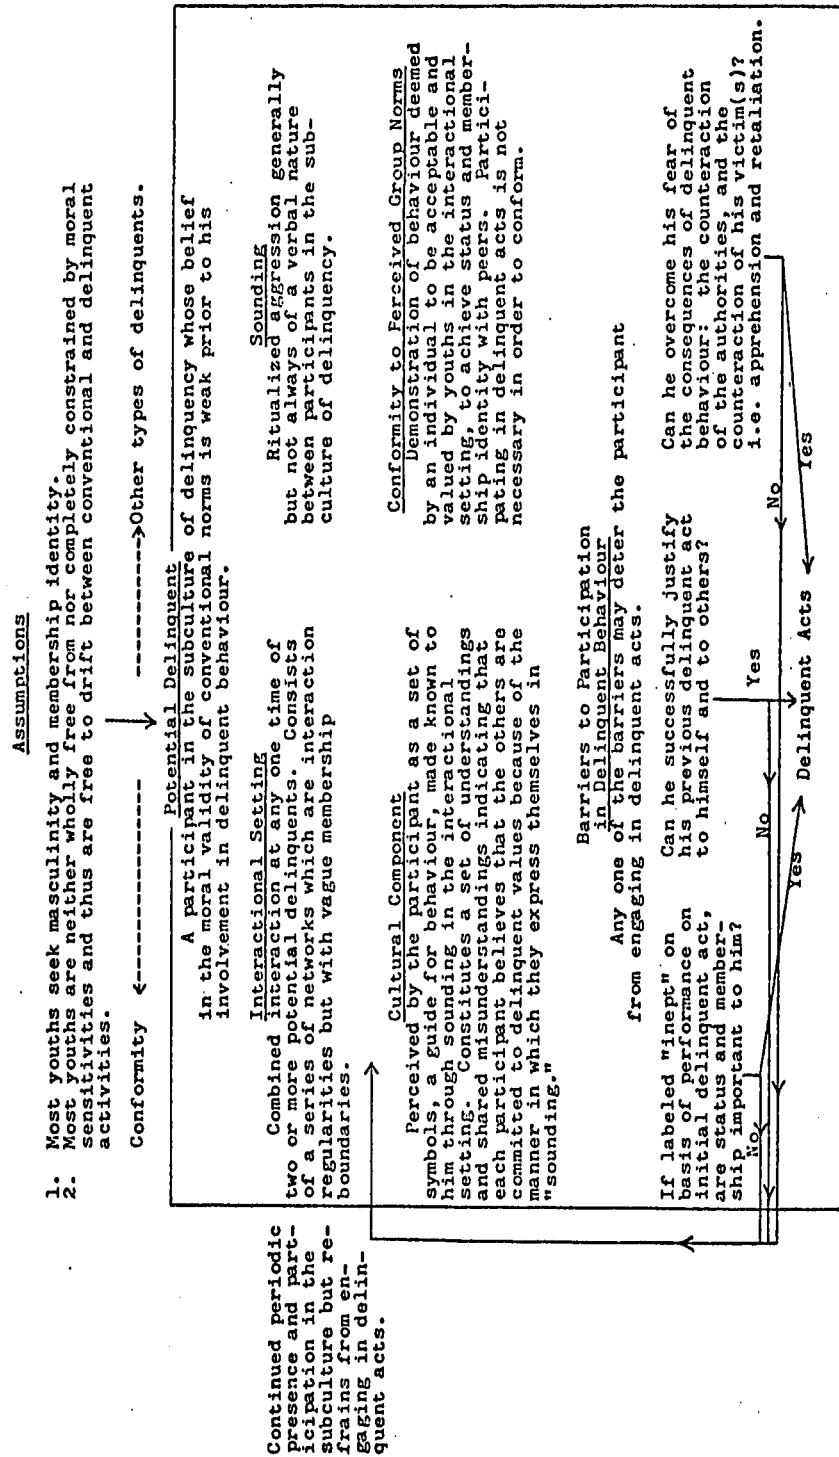 Assumptions
1. Most youths seek masculinity and membership identity.
2. Most youths are neither wholly free from nor completely constrained by moral
sensitivities and thus are free to drift between conventional and delinquent
activities.
Conformity <--------------- ------------>Other types of delinquents.
Potential Delinquent
A participant in the subculture of delinquency whose belief
in the moral validity of conventional norms is weak prior to his
involvement in delinquent behaviour.
Interactional Setting
Combined interaction at any one time of
two or more potential delinquents. Consists
of a series of networks which are interaction
regularities but with vague membership
boundaries.
Sounding
Ritualized aggression generally
but not always of a verbal nature
between participants in the sub-
culture of delinquency.
Continued periodic
presence and part-
icipation in the
subculture but re-
frains from en-
gaging in delin-
quent acts.
Cultural Component
Perceived by the participant as a set of
symbols, a guide for behaviour, made known to
him through sounding in the interactional
setting. Constitutes a set of understandings
and shared misunderstandings indicating that
each participant believes that the others are
committed to delinquent values because of the
manner in which they express themselves in
"sounding."
Conformity to Perceived Group Norms
Demonstration of behaviour deemed
by an individual to be acceptable and
valued by youths in the interactional
setting, to achieve status and member-
ship identity with peers. Partici-
pating in delinquent acts is not
necessary in order to conform.
Barriers to Participation
in Delinquent Behaviour
Any one of the barriers may deter the participant
from engaging in delinquent acts.
If labeled "inept" on
basis of performance on
initial delinquent act,
are status and member-
ship important to him?
Can he successfully justify
his previous delinquent act
to himself and to others?
Can he overcome his fear of
the consequences of delinquent
behaviour: the counteraction
of the authorities, and the
counteraction of his victim(s)?
i.e. apprehension and retaliation.
No
Yes
No
Yes
No
Yes
Delinquent Acts